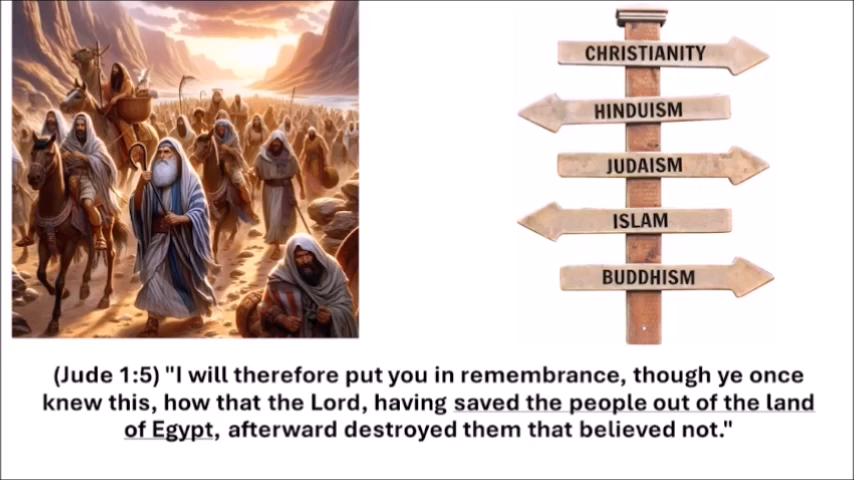 CHRISTIANITY
HINDUISM
JUDAISM
ISLAM
BUDDHISM
(Jude 1:5) "I will therefore put you in remembrance, though ye once
knew this, how that the Lord, having saved the people out of the land
of Egypt, afterward destroyed them that believed not."